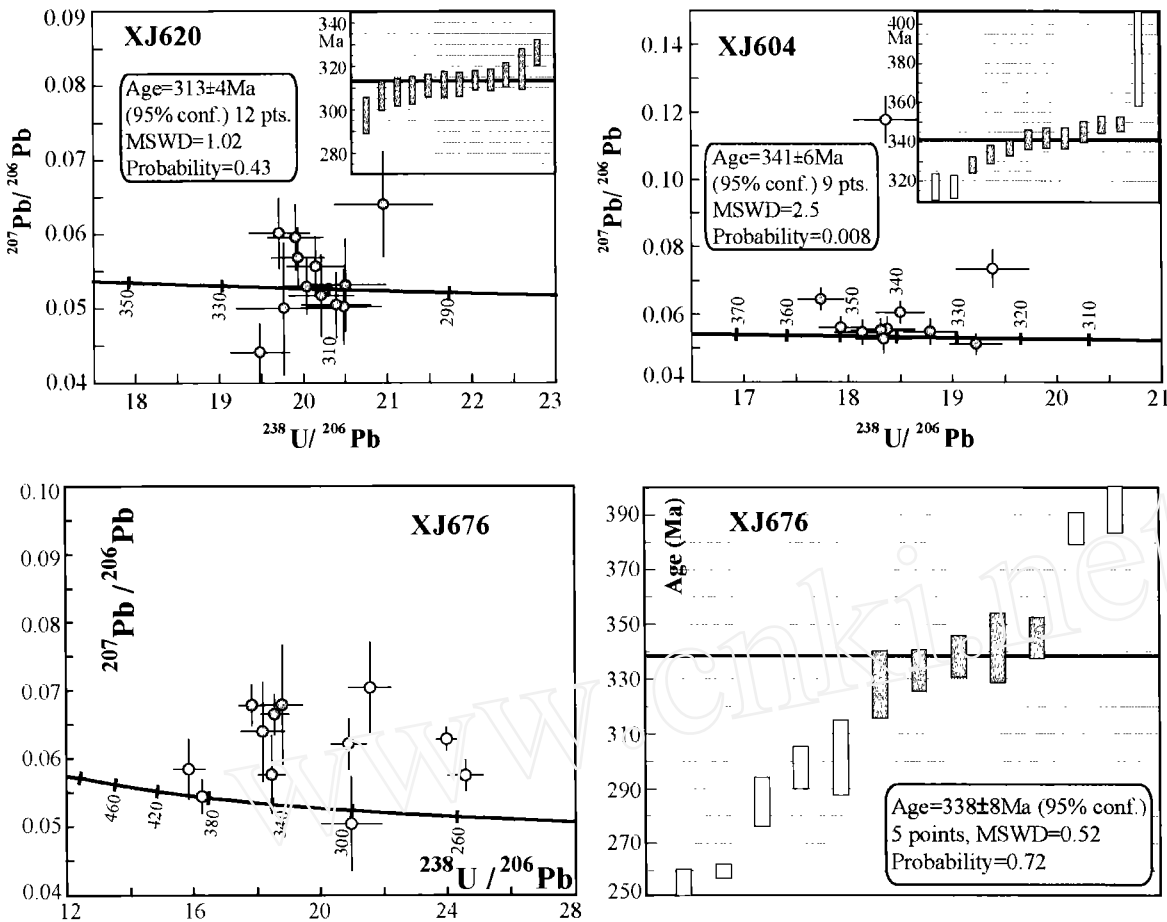 XJ620
0.09
0.08
0.07
0.06
0.05
0.04
²⁰⁷Pb/ ²⁰⁶Pb
Age=313±4Ma
(95% conf.) 12 pts.
MSWD=1.02
Probability=0.43
340
Ma
320
300
280
350
330
310
290
18
19
20
21
22
23
²³⁸U/ ²⁰⁶Pb
XJ604
0.14
0.12
0.10
0.08
0.06
0.04
²⁰⁷Pb/ ²⁰⁶Pb
Age=341±6Ma
(95% conf.) 9 pts.
MSWD=2.5
Probability=0.008
400
Ma
380
360
340
320
370
360
350
340
330
320
310
17
18
19
20
21
²³⁸U/ ²⁰⁶Pb
XJ676
0.10
0.09
0.08
0.07
0.06
0.05
0.04
²⁰⁷Pb /²⁰⁶Pb
460
420
380
340
300
260
12
16
20
24
28
²³⁸U / ²⁰⁶Pb
XJ676
Age (Ma)
390
370
350
330
310
290
270
250
Age=338±8Ma (95% conf.)
5 points, MSWD=0.52
Probability=0.72
www.cnki.net